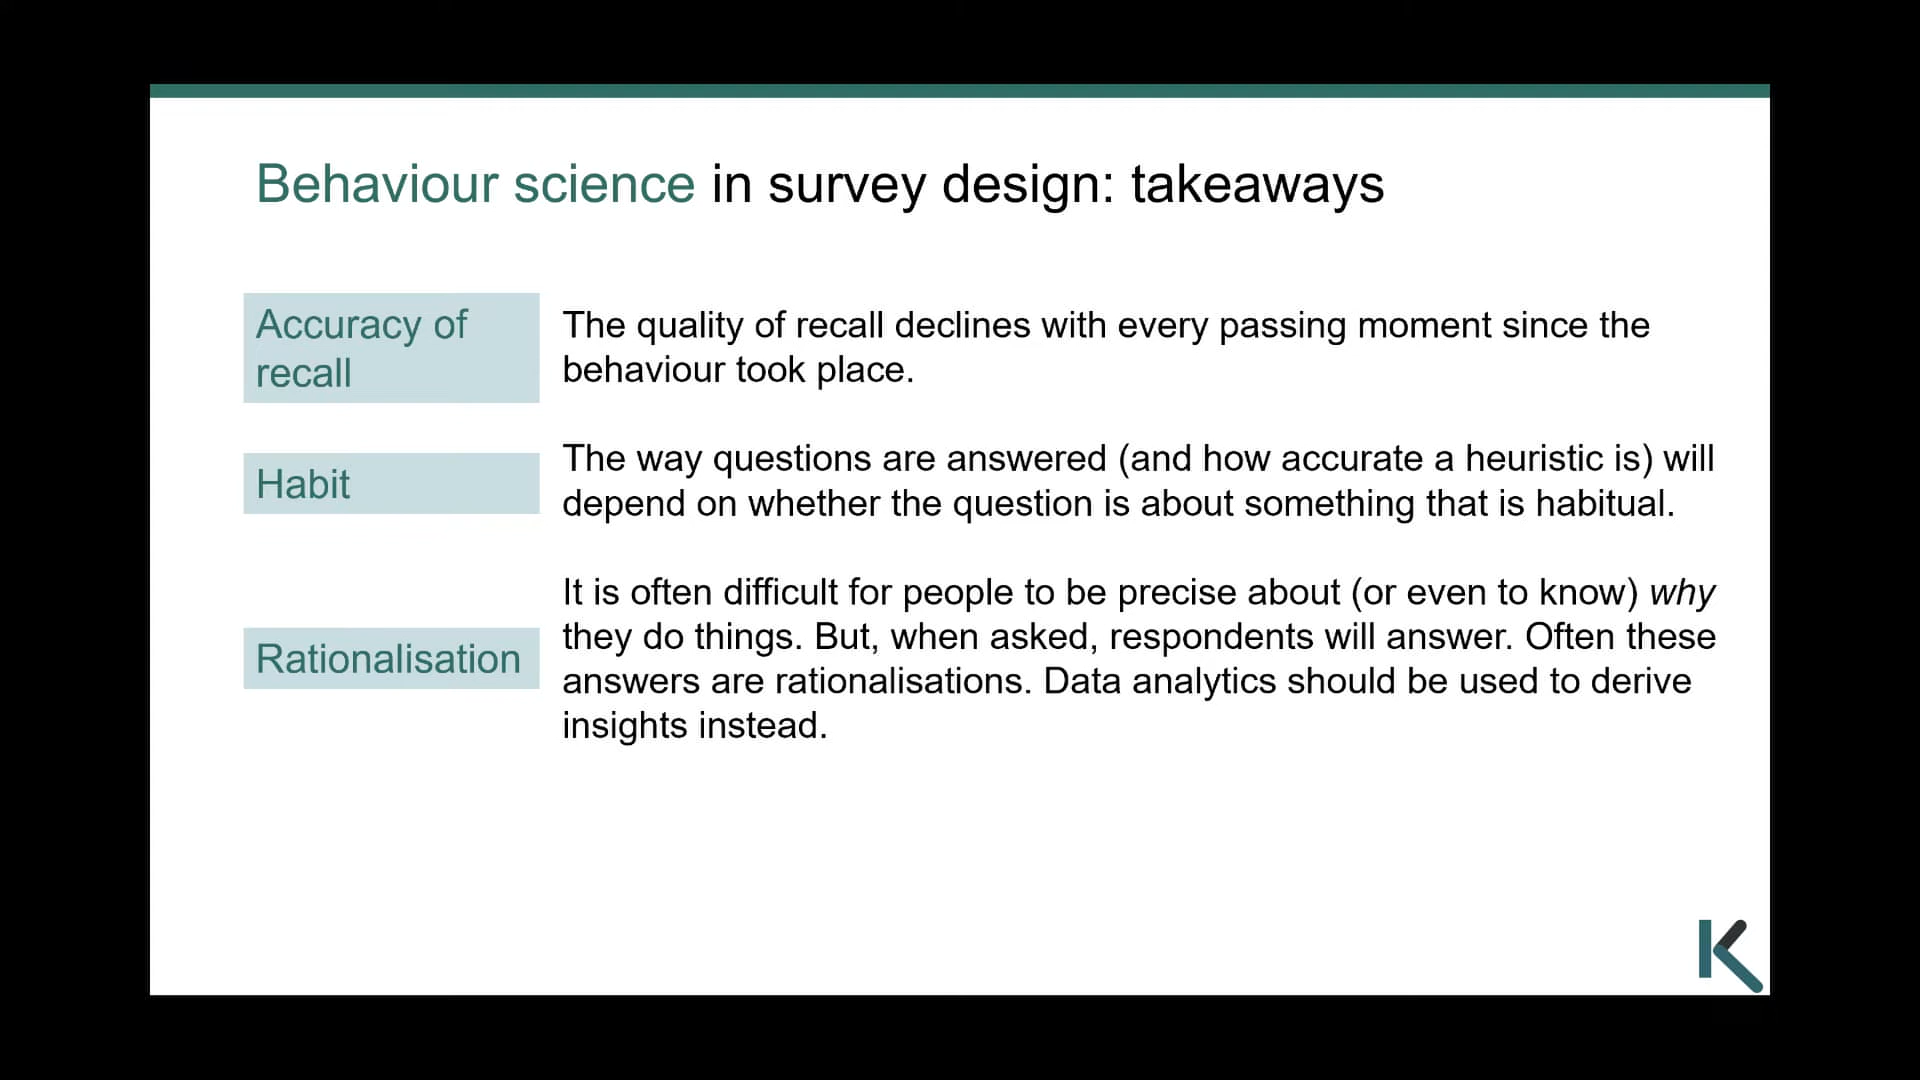 Behaviour science in survey design: takeaways
Accuracy of
recall
The quality of recall declines with every passing moment since the
behaviour took place.
Habit
The way questions are answered (and how accurate a heuristic is) will
depend on whether the question is about something that is habitual.
Rationalisation
It is often difficult for people to be precise about (or even to know) why
they do things. But, when asked, respondents will answer. Often these
answers are rationalisations. Data analytics should be used to derive
insights instead.
K